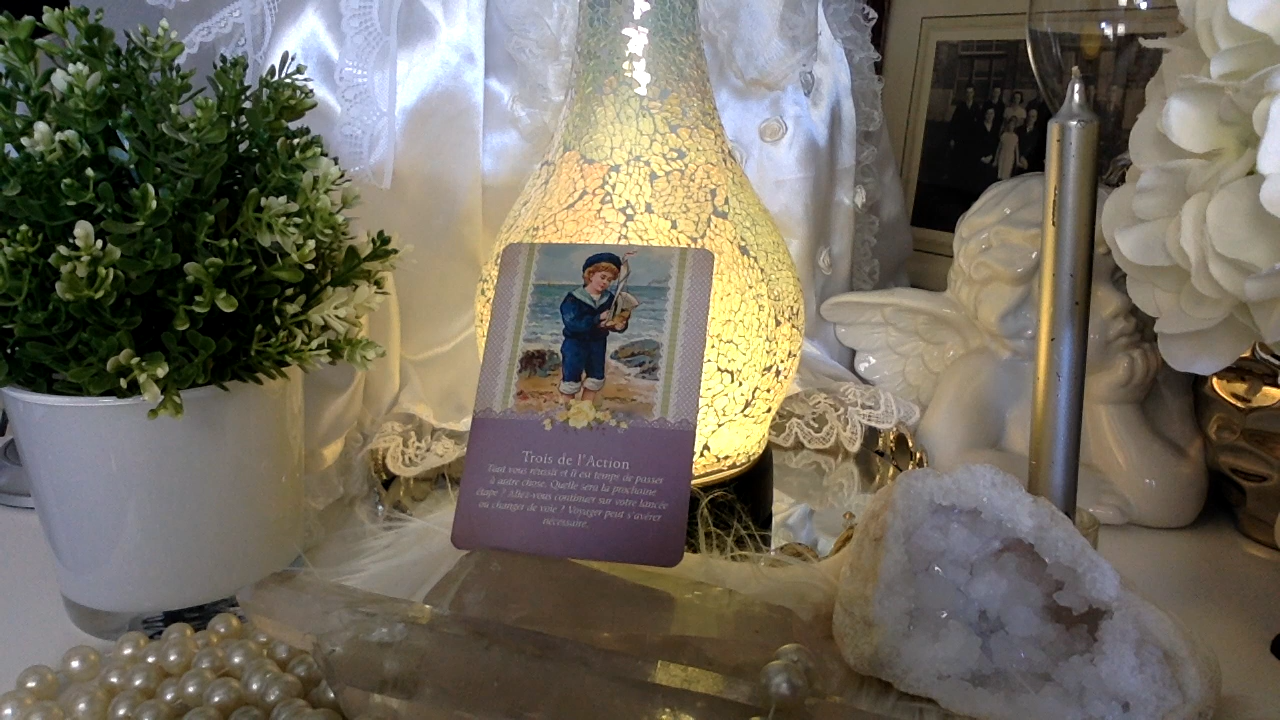 Trois de l'Action
Tout vous réussit et il est temps de passer
à autre chose. Quelle sera la prochaine
étape ? Allez-vous continuer sur votre lancée
ou changer de voie ? Voyager peut s'avérer
nécessaire.